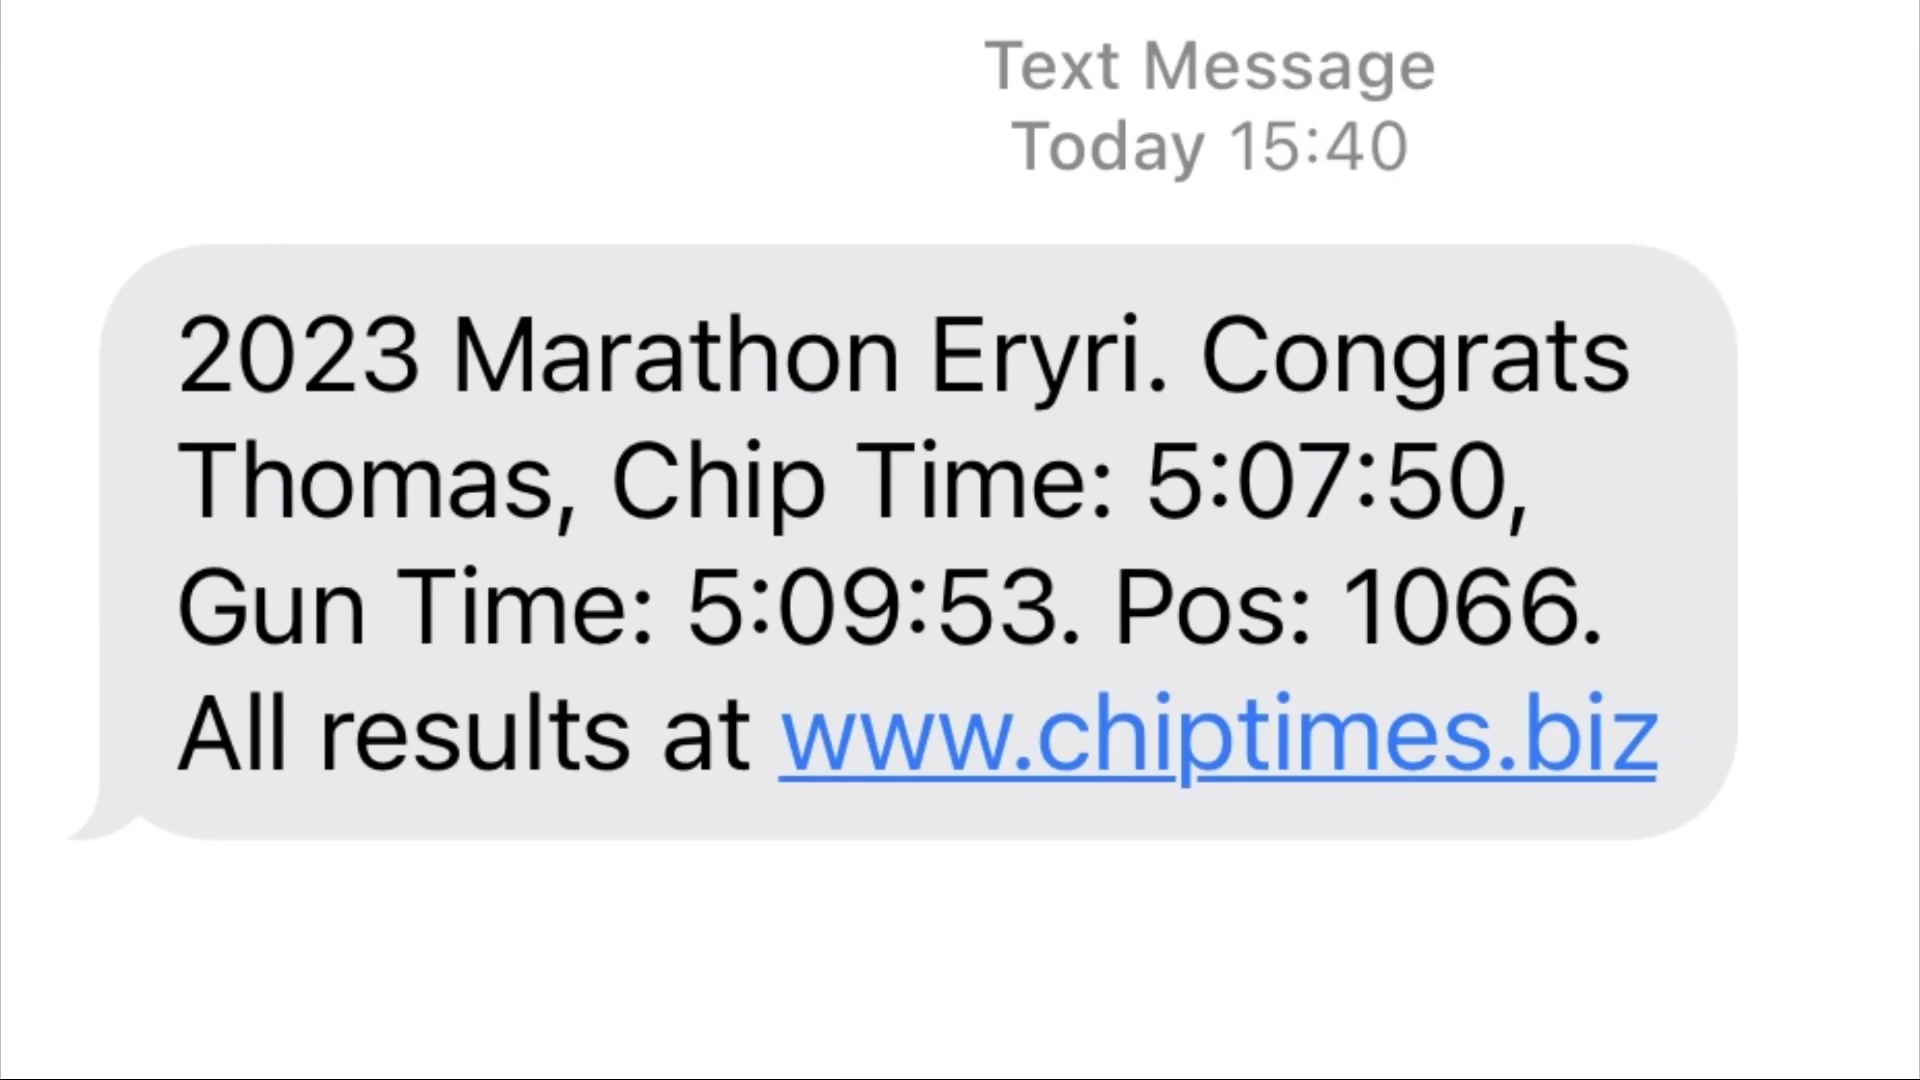 Text Message
Today 15:40
2023 Marathon Eryri. Congrats
Thomas, Chip Time: 5:07:50,
Gun Time: 5:09:53. Pos: 1066.
All results at www.chiptimes.biz